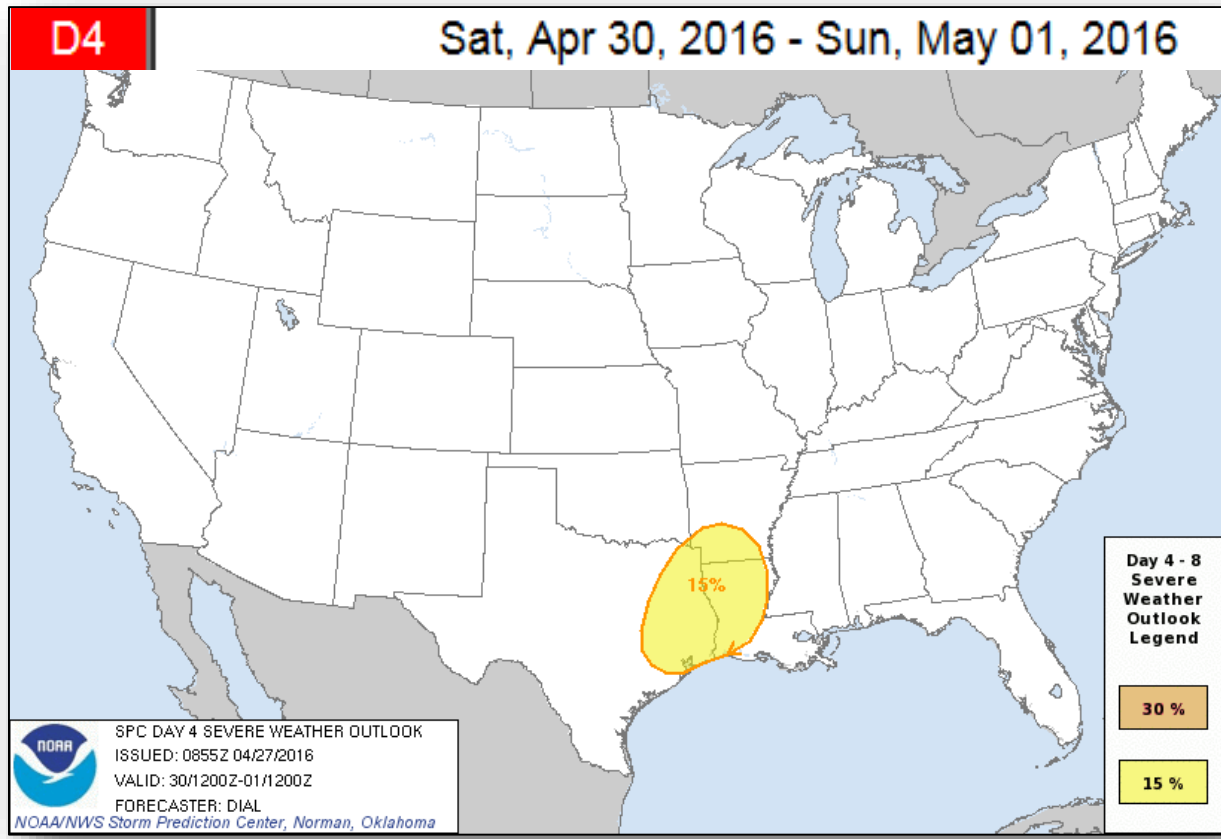 D4
Sat, Apr 30, 2016 - Sun, May 01, 2016
15%
Day 4 - 8
Severe
Weather
Outlook
Legend
30 %
15 %
NOAA
SPC DAY 4 SEVERE WEATHER OUTLOOK
ISSUED: 0855Z 04/27/2016
VALID: 30/1200Z-01/1200Z
FORECASTER: DIAL
NOAA/NWS Storm Prediction Center, Norman, Oklahoma